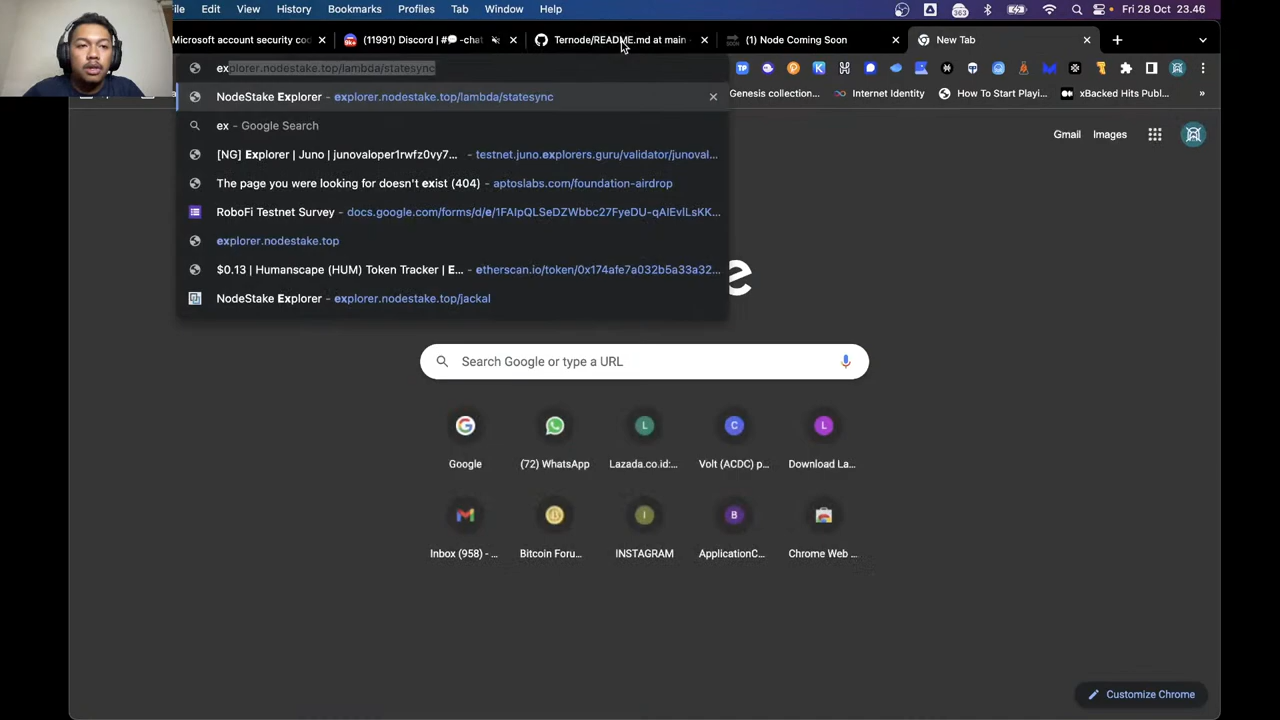 Edit View History Bookmarks Profiles Tab Window Help
363
Fri 28 Oct 23.46
Microsoft account security co
(11991) Discord | #💬-chat
Ternode/README.md at main
(1) Node Coming Soon
New Tab
explorer.nodestake.top/lambda/statesync
Genesis collection...
Internet Identity
How To Start Playi...
xBacked Hits Publ...
»
NodeStake Explorer - explorer.nodestake.top/lambda/statesync
ex - Google Search
[NG] Explorer | Juno | junovaloper1rwfz0vy7... - testnet.juno.explorers.guru/validator/junoval...
The page you were looking for doesn't exist (404) - aptoslabs.com/foundation-airdrop
RoboFi Testnet Survey - docs.google.com/forms/d/e/1FAIpQLSeDZWbbc27FyeDU-qAIEvlLsKK...
explorer.nodestake.top
$0.13 | Humanscape (HUM) Token Tracker | E... - etherscan.io/token/0x174afe7a032b5a33a32...
NodeStake Explorer - explorer.nodestake.top/jackal
Gmail
Images
e
Search Google or type a URL
G
L
C
L
Google
(72) WhatsApp
Lazada.co.id:...
Volt (ACDC) p...
Download La...
I
B
Inbox (958) - ...
Bitcoin Foru...
INSTAGRAM
ApplicationC...
Chrome Web ...
Customize Chrome